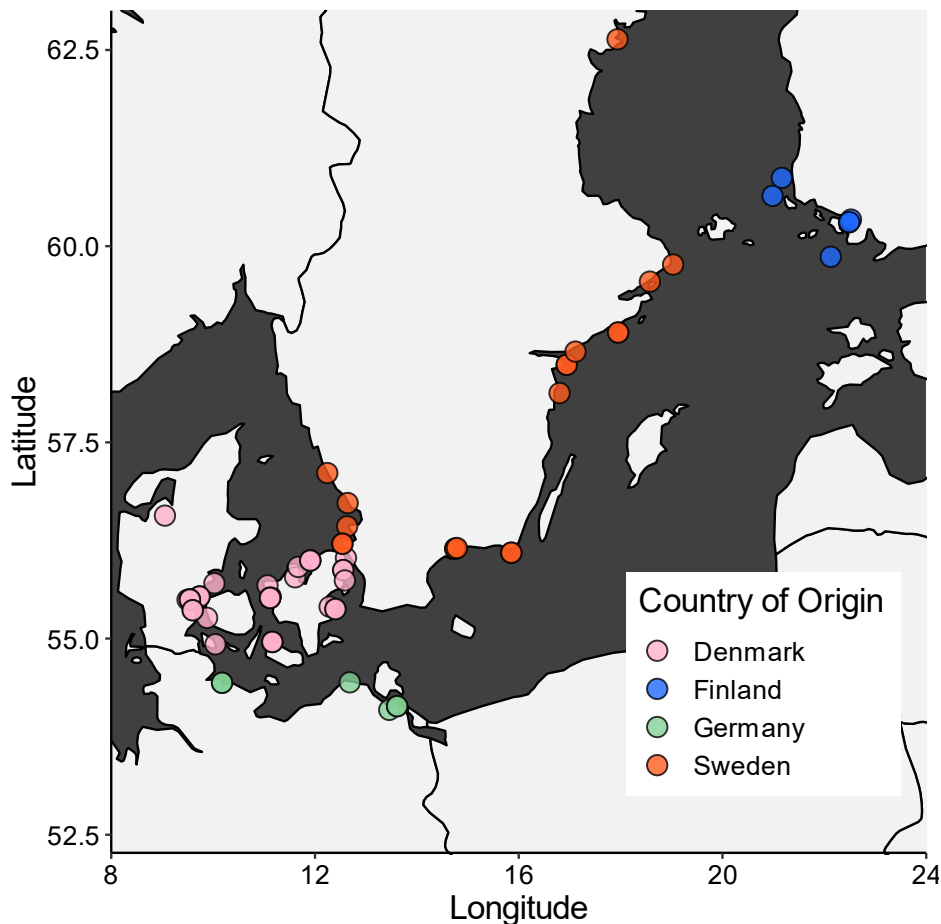 62.5
60.0
57.5
55.0
52.5
Latitude
8
12
16
20
24
Longitude
Country of Origin
Denmark
Finland
Germany
Sweden